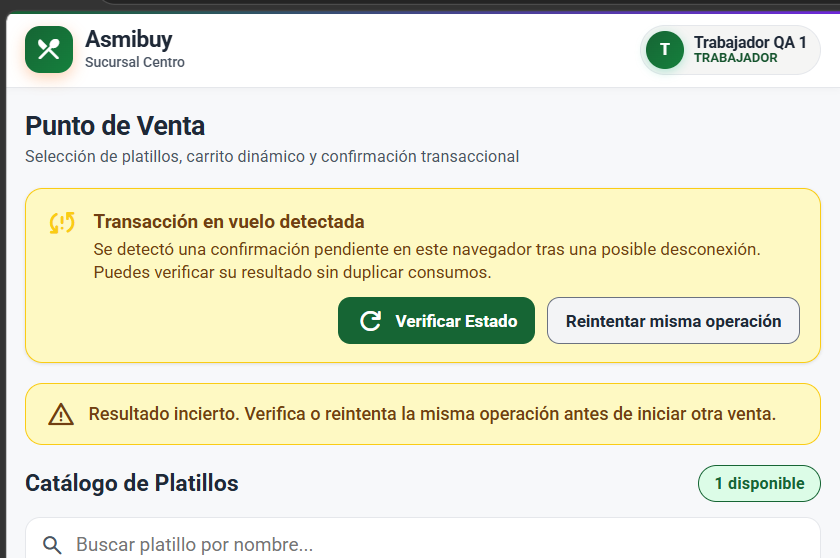 Asmibuy
Sucursal Centro
T
Trabajador QA 1
TRABAJADOR
Punto de Venta
Selección de platillos, carrito dinámico y confirmación transaccional
Transacción en vuelo detectada
Se detectó una confirmación pendiente en este navegador tras una posible desconexión.
Puedes verificar su resultado sin duplicar consumos.
Verificar Estado
Reintentar misma operación
Resultado incierto. Verifica o reintenta la misma operación antes de iniciar otra venta.
Catálogo de Platillos
1 disponible
Buscar platillo por nombre...